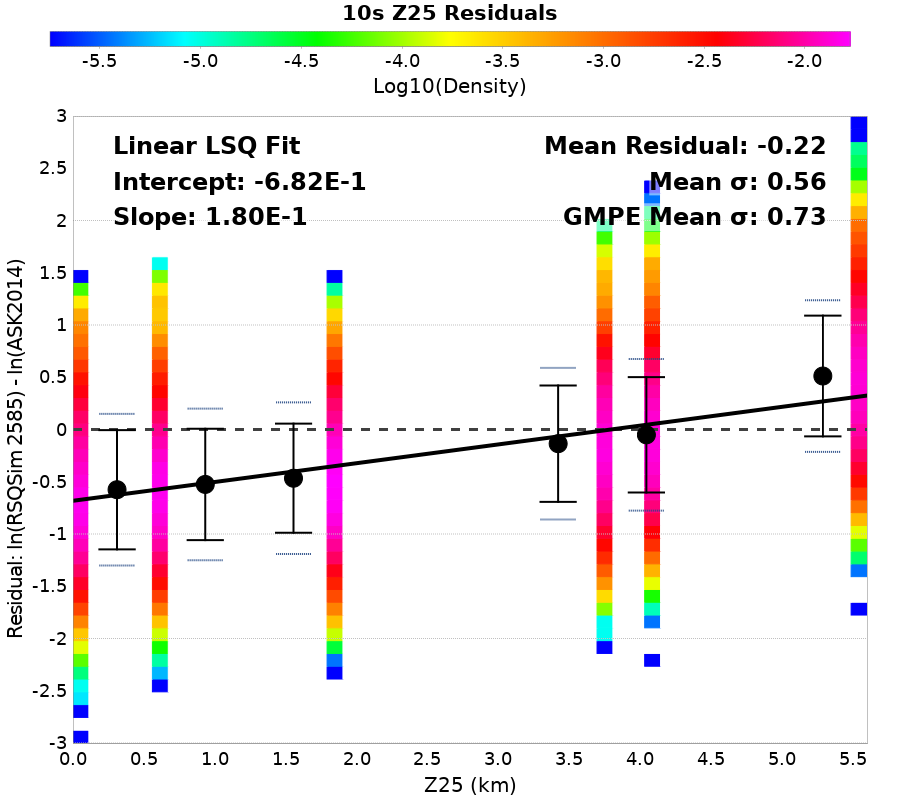 10s Z25 Residuals
-5.5 -5.0 -4.5 -4.0 -3.5 -3.0 -2.5 -2.0
Log10(Density)
Linear LSQ Fit
Intercept: -6.82E-1
Slope: 1.80E-1
Mean Residual: -0.22
Mean σ: 0.56
GMPE Mean σ: 0.73
Residual: ln(RSQSim 2585) - ln(ASK2014)
3
2.5
2
1.5
1
0.5
0
-0.5
-1
-1.5
-2
-2.5
-3
0.0 0.5 1.0 1.5 2.0 2.5 3.0 3.5 4.0 4.5 5.0 5.5
Z25 (km)